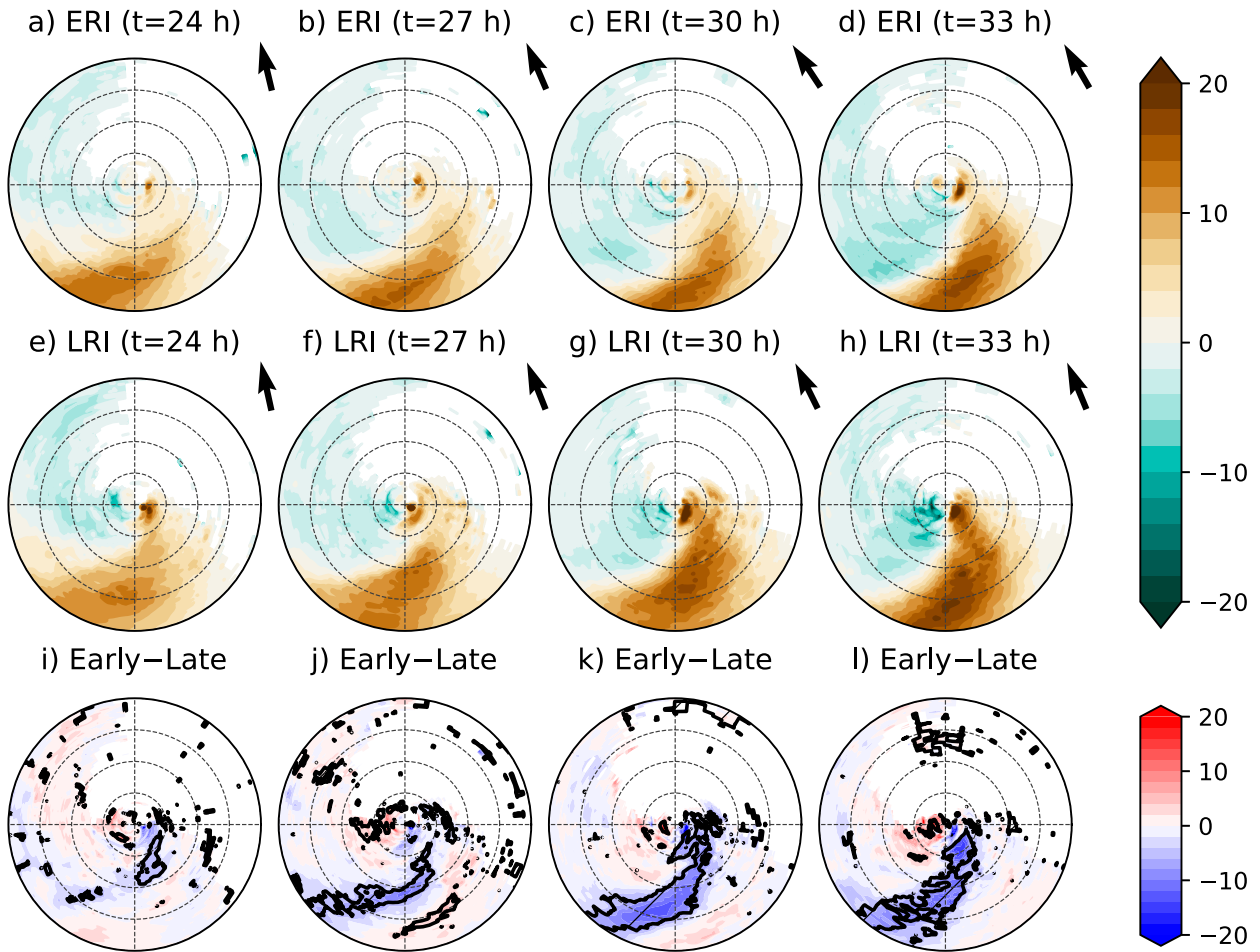 a) ERI (t=24 h)
b) ERI (t=27 h)
c) ERI (t=30 h)
d) ERI (t=33 h)
20
10
0
−10
−20
e) LRI (t=24 h)
f) LRI (t=27 h)
g) LRI (t=30 h)
h) LRI (t=33 h)
i) Early−Late
j) Early−Late
k) Early−Late
l) Early−Late
20
10
0
−10
−20